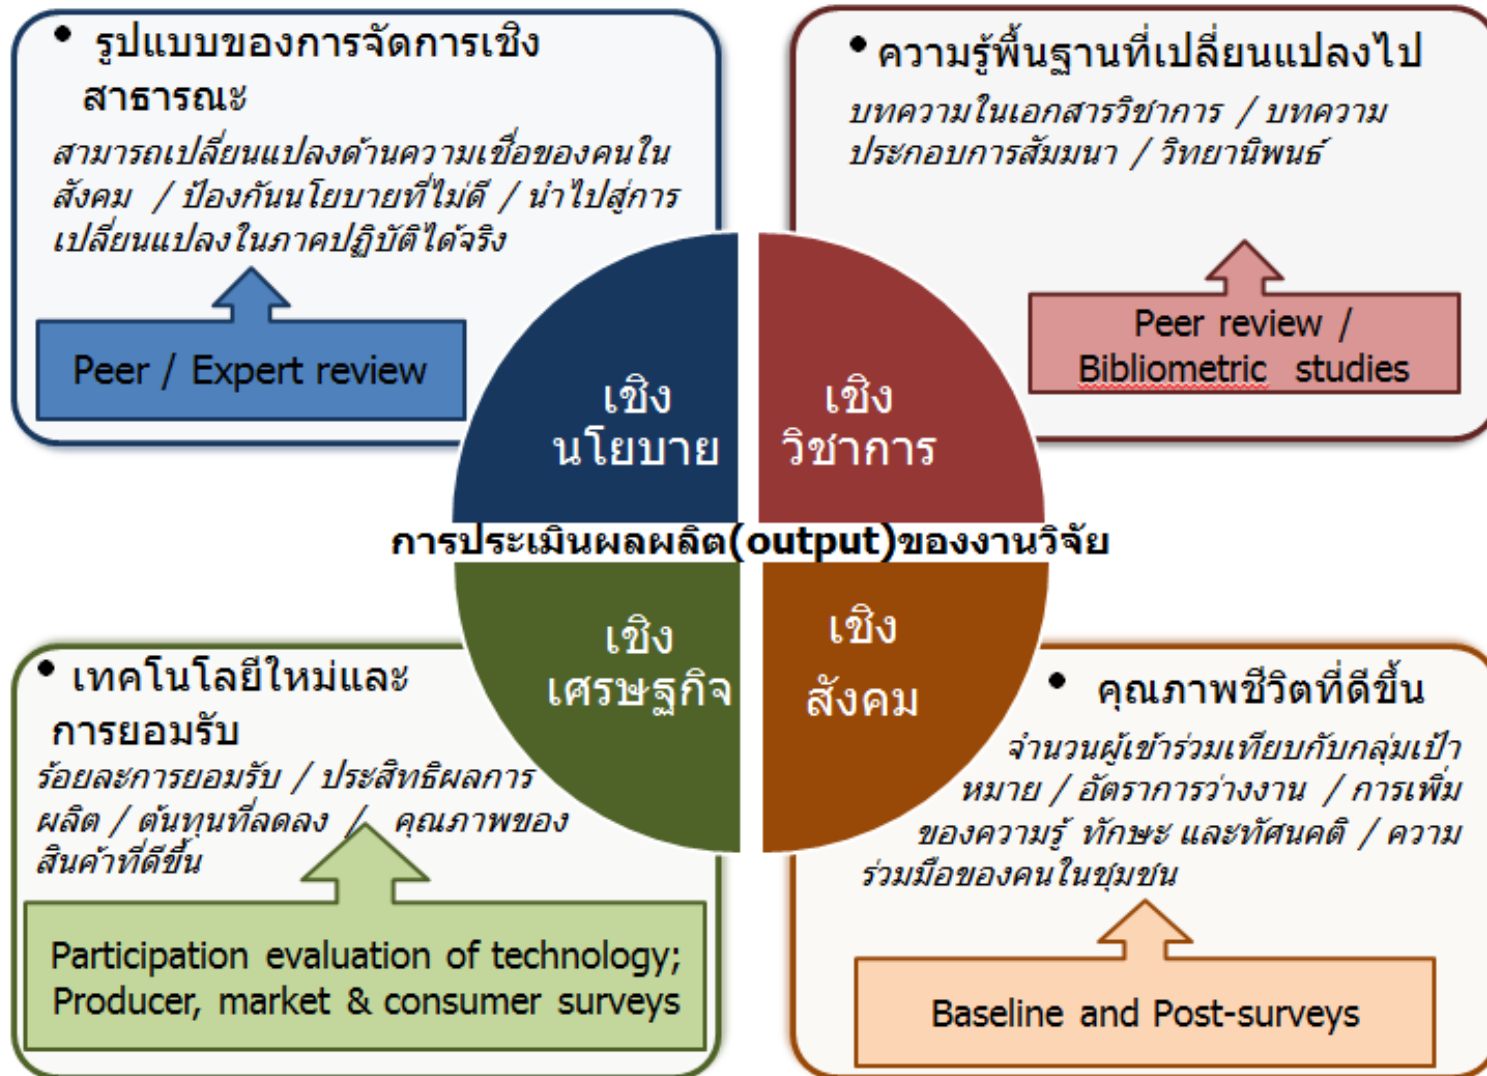 • รูปแบบของการจัดการเชิง
สาธารณะ
สามารถเปลี่ยนแปลงด้านความเชื่อของคนใน
สังคม / ป้องกันนโยบายที่ไม่ดี / นำไปสู่การ
เปลี่ยนแปลงในภาคปฏิบัติได้จริง
Peer / Expert review
• ความรู้พื้นฐานที่เปลี่ยนแปลงไป
บทความในเอกสารวิชาการ / บทความ
ประกอบการสัมมนา / วิทยานิพนธ์
Peer review /
Bibliometric studies
เชิง
นโยบาย
เชิง
วิชาการ
การประเมินผลผลิต(output)ของงานวิจัย
เชิง
เศรษฐกิจ
เชิง
สังคม
• เทคโนโลยีใหม่และ
การยอมรับ
ร้อยละการยอมรับ / ประสิทธิผลการ
ผลิต / ต้นทุนที่ลดลง / คุณภาพของ
สินค้าที่ดีขึ้น
Participation evaluation of technology;
Producer, market & consumer surveys
• คุณภาพชีวิตที่ดีขึ้น
จำนวนผู้เข้าร่วมเทียบกับกลุ่มเป้า
หมาย / อัตราการว่างงาน / การเพิ่ม
ของความรู้ ทักษะ และทัศนคติ / ความ
ร่วมมือของคนในชุมชน
Baseline and Post-surveys